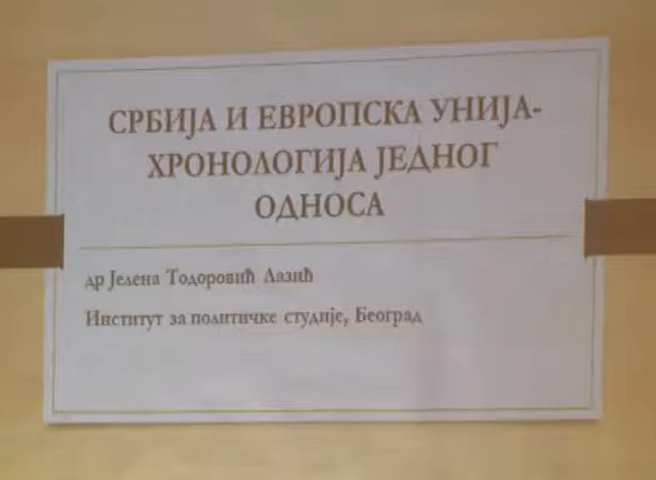 СРБИЈА И ЕВРОПСКА УНИЈА-
ХРОНОЛОГИЈА ЈЕДНОГ
ОДНОСА
др Јелена Тодоровић Лазић
Институт за политичке студије, Београд